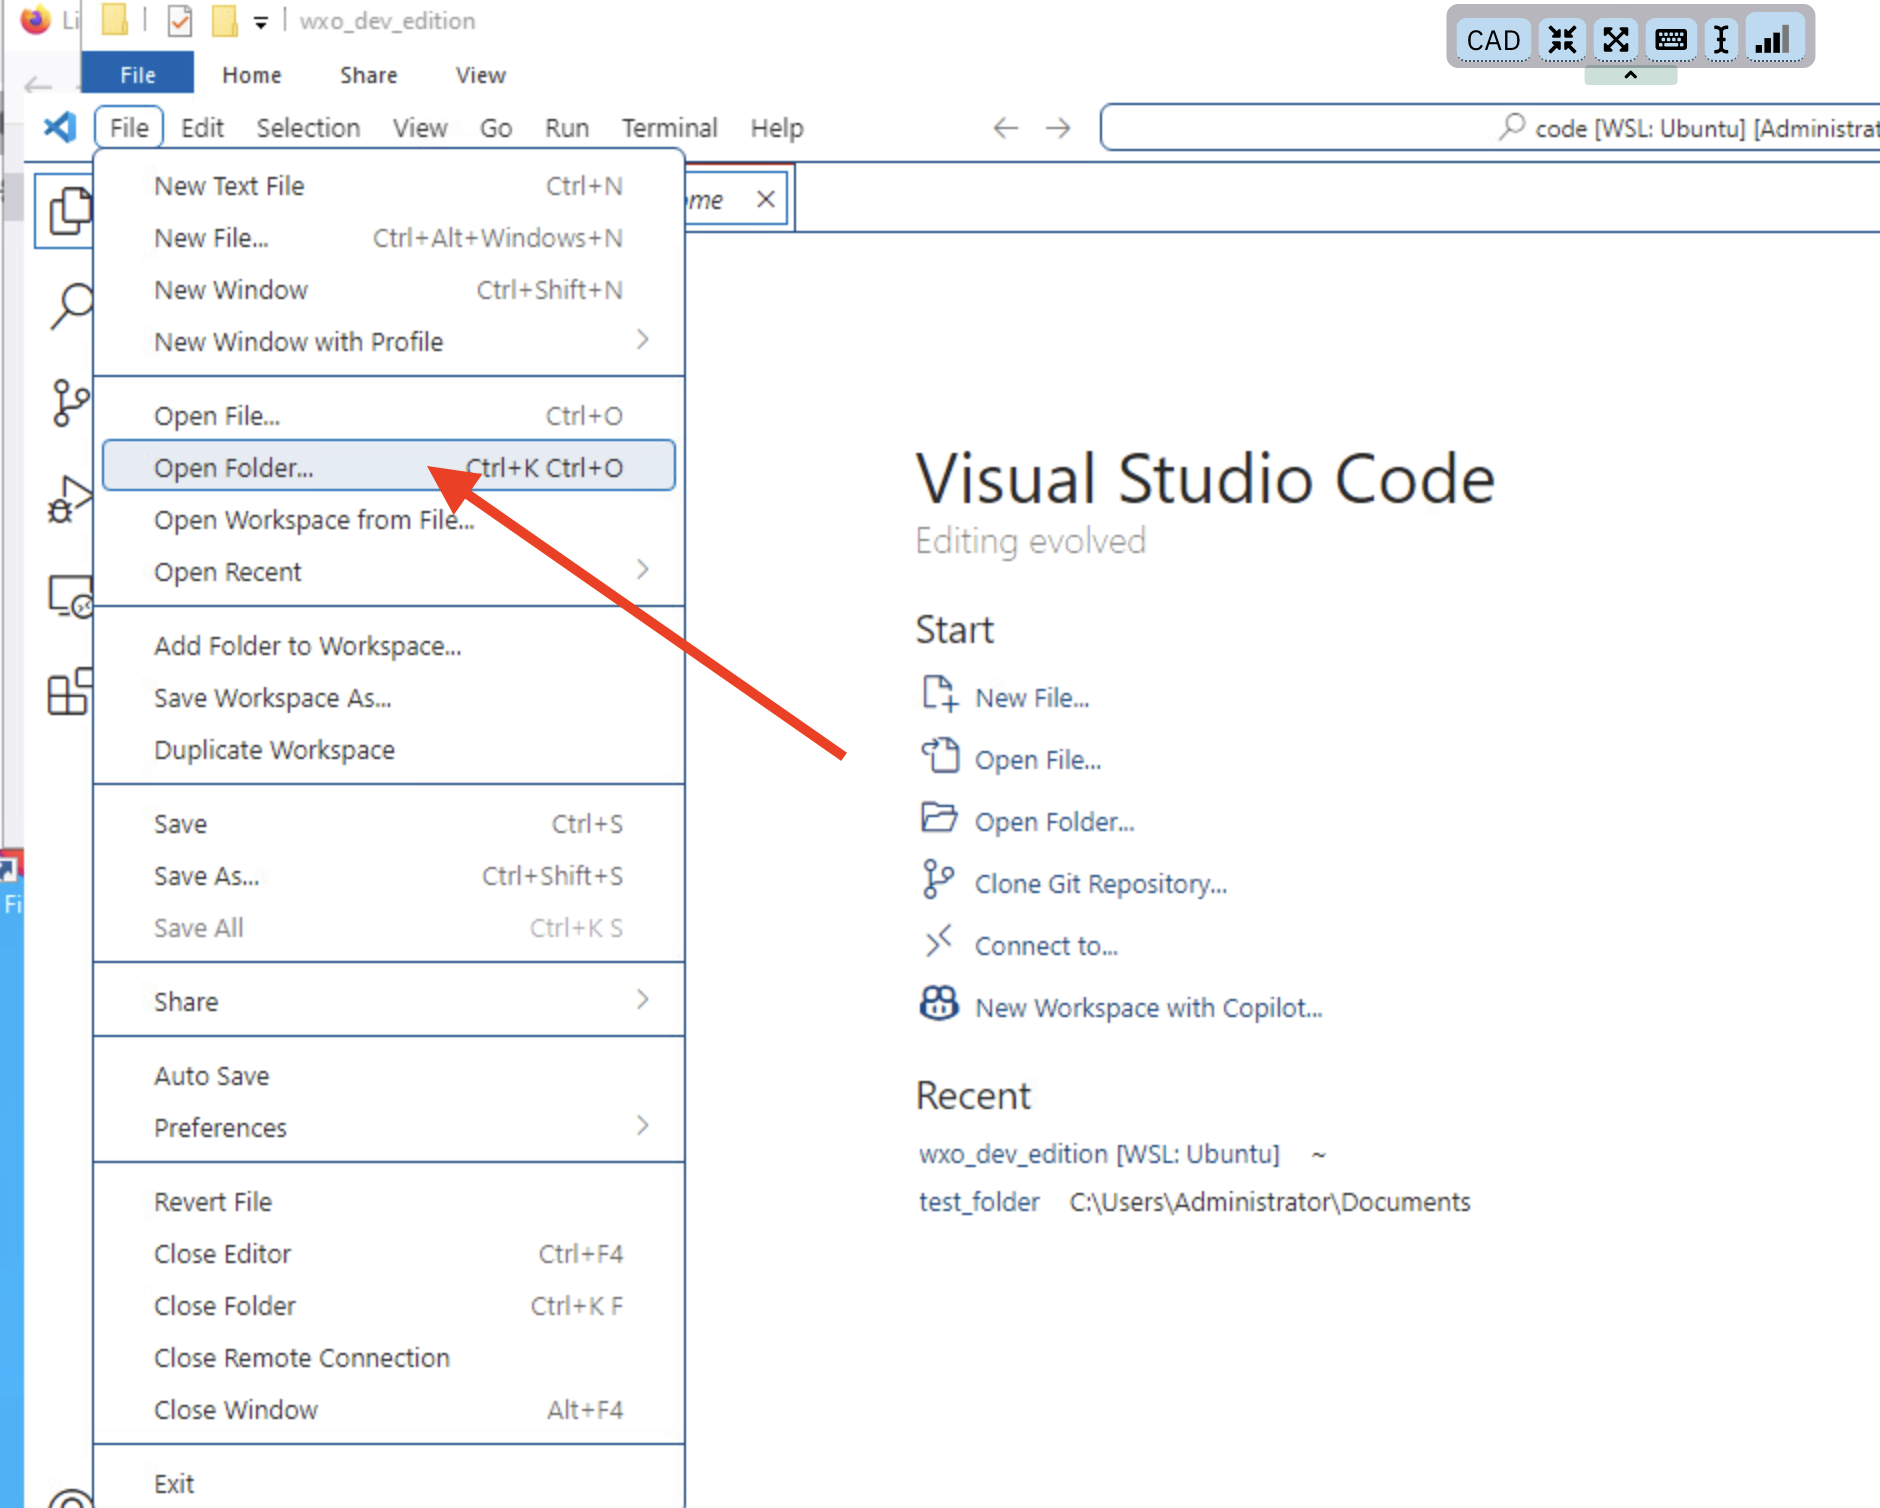 Li
wxo_dev_edition
CAD
File Home Share View
File Edit Selection View Go Run Terminal Help
code [WSL: Ubuntu] [Administrat
New Text File Ctrl+N
ome
New File... Ctrl+Alt+Windows+N
New Window Ctrl+Shift+N
New Window with Profile
Open File... Ctrl+O
Open Folder... Ctrl+K Ctrl+O
Open Workspace from File...
Open Recent
Add Folder to Workspace...
Save Workspace As...
Duplicate Workspace
Save Ctrl+S
Save As... Ctrl+Shift+S
Save All Ctrl+K S
Share
Auto Save
Preferences
Revert File
Close Editor Ctrl+F4
Close Folder Ctrl+K F
Close Remote Connection
Close Window Alt+F4
Exit
Fi
Visual Studio Code
Editing evolved
Start
New File...
Open File...
Open Folder...
Clone Git Repository...
Connect to...
New Workspace with Copilot...
Recent
wxo_dev_edition [WSL: Ubuntu] ~
test_folder C:\Users\Administrator\Documents